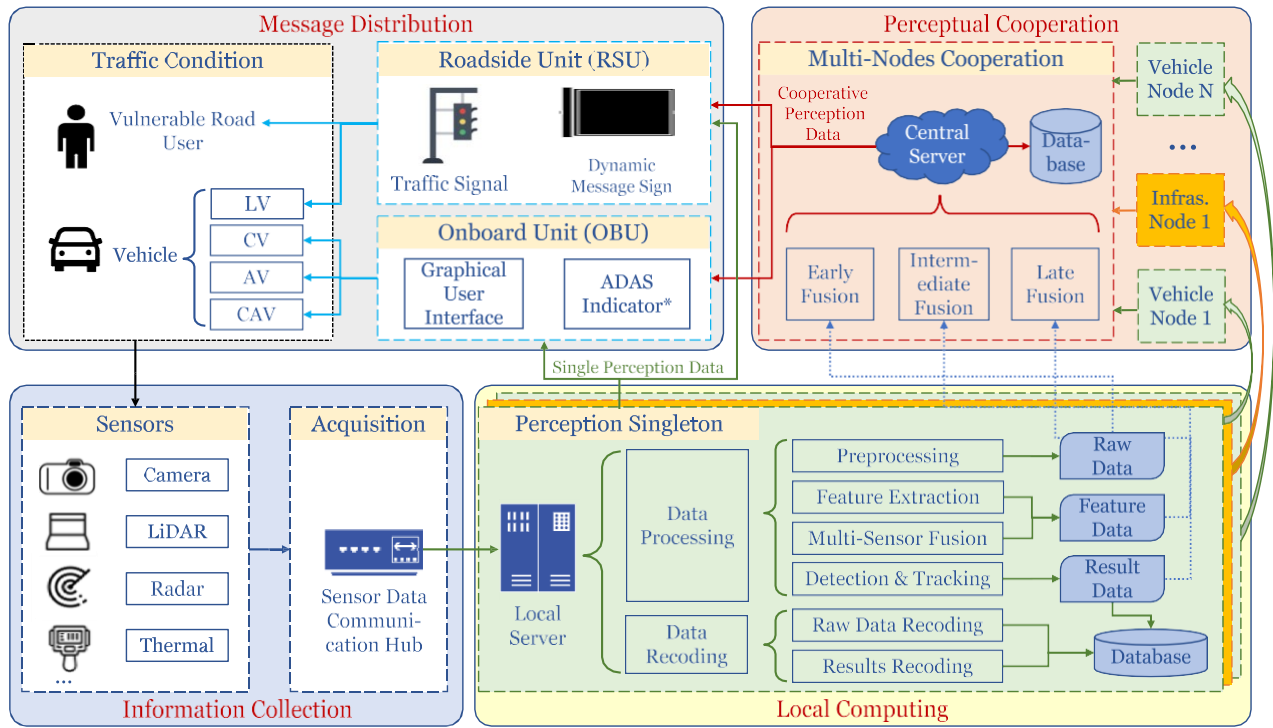 Message Distribution
Traffic Condition
Vulnerable Road
User
Vehicle
LV
CV
AV
CAV
Roadside Unit (RSU)
Traffic Signal
Dynamic
Message Sign
Onboard Unit (OBU)
Graphical
User
Interface
ADAS
Indicator*
Perceptual Cooperation
Multi-Nodes Cooperation
Cooperative
Perception
Data
Central
Server
Data-
base
Early
Fusion
Interm-
ediate
Fusion
Late
Fusion
Vehicle
Node N
...
Infras.
Node 1
Vehicle
Node 1
Single Perception Data
Sensors
Camera
LiDAR
Radar
Thermal
...
Acquisition
Sensor Data
Communi-
cation Hub
Information Collection
Perception Singleton
Local
Server
Data
Processing
Data
Recoding
Preprocessing
Feature Extraction
Multi-Sensor Fusion
Detection & Tracking
Raw Data Recoding
Results Recoding
Raw
Data
Feature
Data
Result
Data
Database
Local Computing